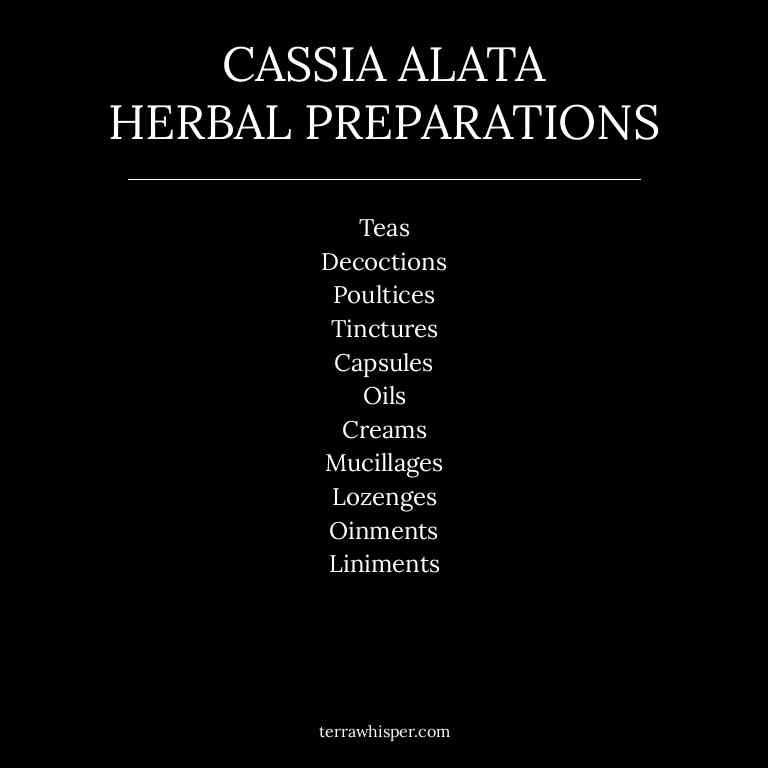 CASSIA ALATA
HERBAL PREPARATIONS
Teas
Decoctions
Poultices
Tinctures
Capsules
Oils
Creams
Mucillages
Lozenges
Oinments
Liniments
terrawhisper.com